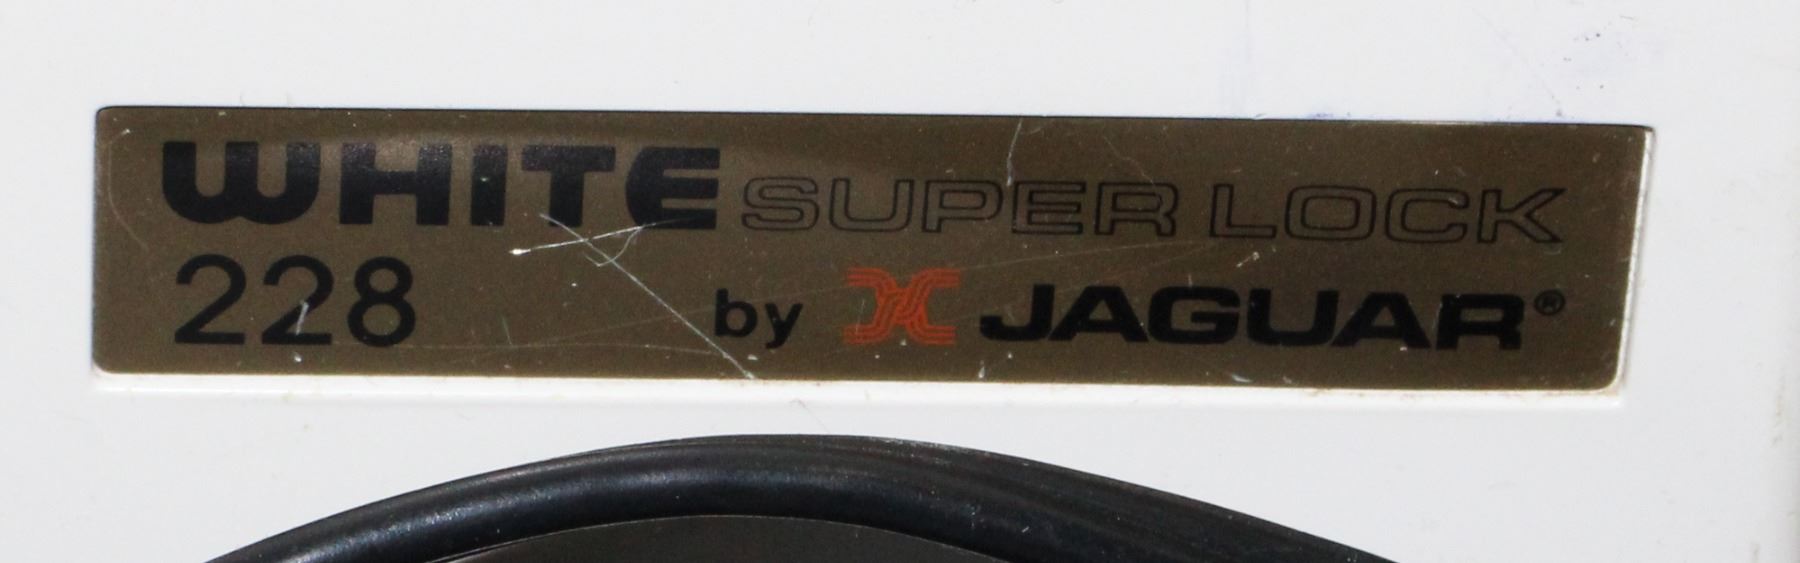 WHITE SUPER LOCK
228 by JAGUAR®